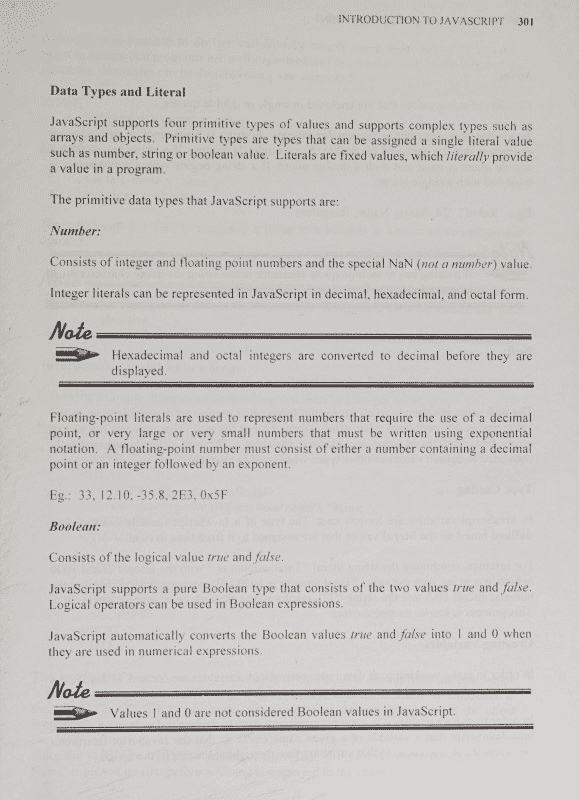 INTRODUCTION TO JAVASCRIPT 301
Data Types and Literal
JavaScript supports four primitive types of values and supports complex types such as
arrays and objects. Primitive types are types that can be assigned a single literal value
such as number, string or boolean value. Literals are fixed values, which literally provide
a value in a program.
The primitive data types that JavaScript supports are:
Number:
Consists of integer and floating point numbers and the special NaN (not a number) value.
Integer literals can be represented in JavaScript in decimal, hexadecimal, and octal form.
Note
Hexadecimal and octal integers are converted to decimal before they are
displayed.
Floating-point literals are used to represent numbers that require the use of a decimal
point, or very large or very small numbers that must be written using exponential
notation. A floating-point number must consist of either a number containing a decimal
point or an integer followed by an exponent.
Eg.: 33, 12.10, -35.8, 2E3, 0x5F
Boolean:
Consists of the logical value true and false.
JavaScript supports a pure Boolean type that consists of the two values true and false.
Logical operators can be used in Boolean expressions.
JavaScript automatically converts the Boolean values true and false into 1 and 0 when
they are used in numerical expressions.
Note
Values 1 and 0 are not considered Boolean values in JavaScript.